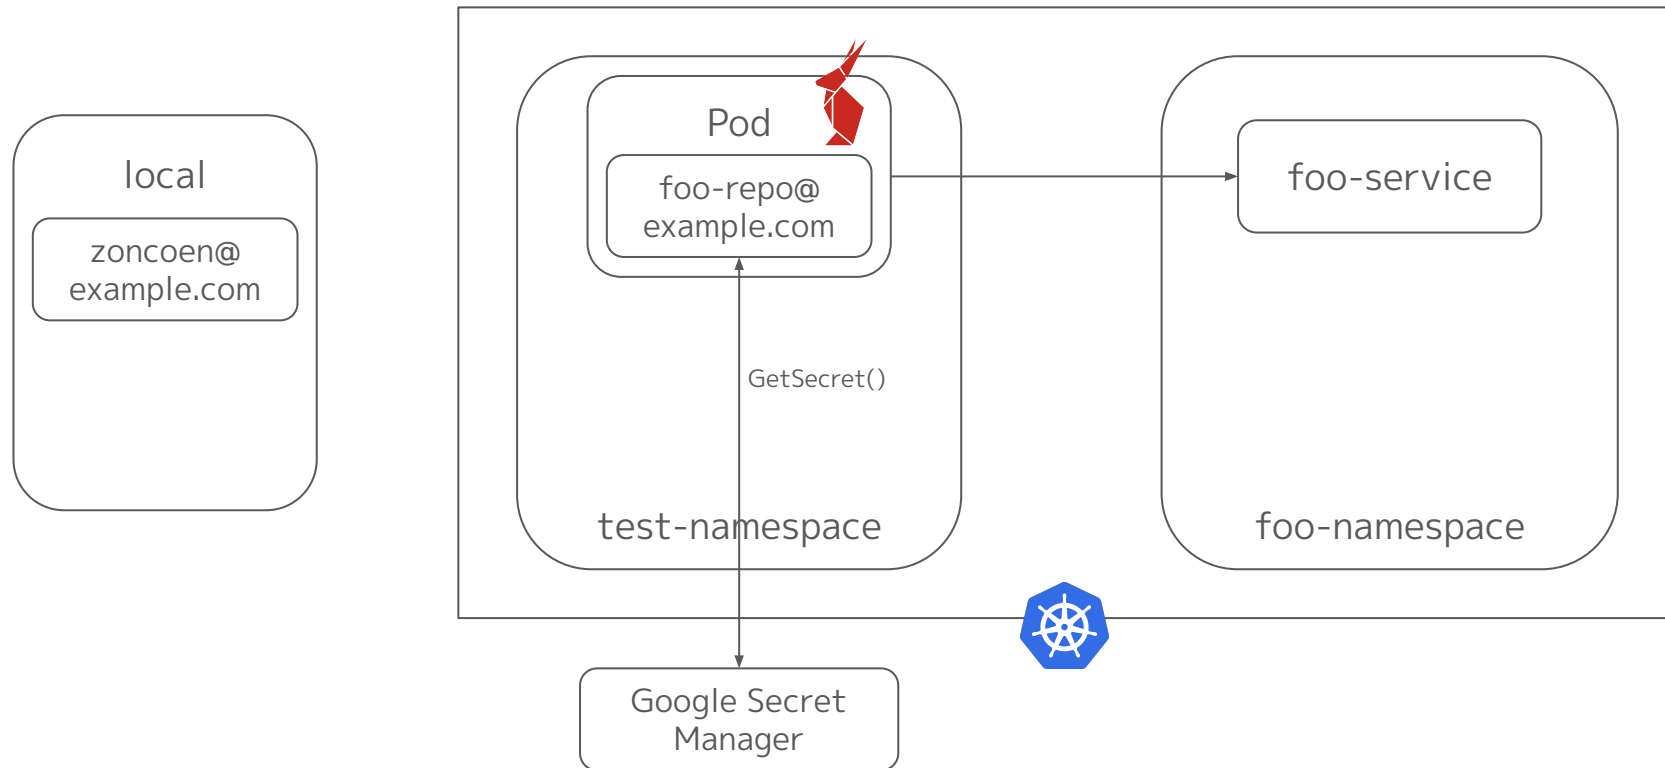 local
zoncoen@
example.com
Pod
foo-repo@
example.com
foo-service
GetSecret()
test-namespace
foo-namespace
Google Secret
Manager